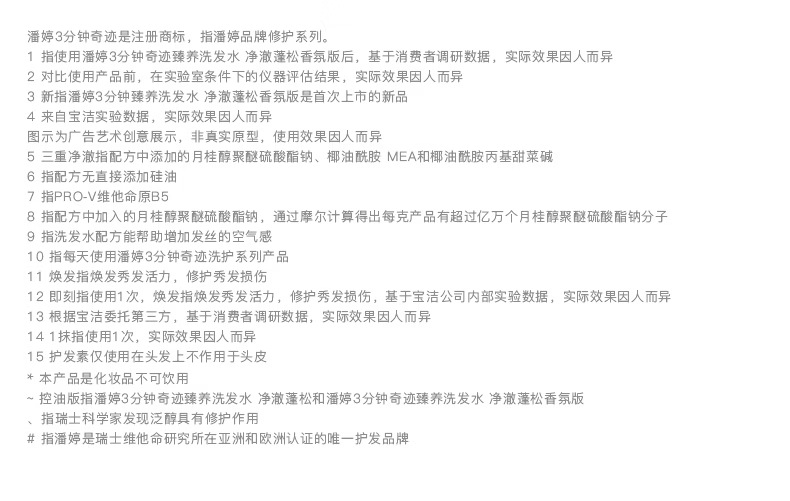 潘婷3分钟奇迹是注册商标，指潘婷品牌修护系列。
1 指使用潘婷3分钟奇迹臻养洗发水 净澈蓬松香氛版后，基于消费者调研数据，实际效果因人而异
2 对比使用产品前，在实验室条件下的仪器评估结果，实际效果因人而异
3 新指潘婷3分钟臻养洗发水 净澈蓬松香氛版是首次上市的新品
4 来自宝洁实验数据，实际效果因人而异
图示为广告艺术创意展示，非真实原型，使用效果因人而异
5 三重净澈指配方中添加的月桂醇聚醚硫酸酯钠、椰油酰胺 MEA和椰油酰胺丙基甜菜碱
6 指配方无直接添加硅油
7 指PRO-V维他命原B5
8 指配方中加入的月桂醇聚醚硫酸酯钠，通过摩尔计算得出每克产品有超过亿万个月桂醇聚醚硫酸酯钠分子
9 指洗发水配方能帮助增加发丝的空气感
10 指每天使用潘婷3分钟奇迹洗护系列产品
11 焕发指焕发秀发活力，修护秀发损伤
12 即刻指使用1次，焕发指焕发秀发活力，修护秀发损伤，基于宝洁公司内部实验数据，实际效果因人而异
13 根据宝洁委托第三方，基于消费者调研数据，实际效果因人而异
14 1抹指使用1次，实际效果因人而异
15 护发素仅使用在头发上不作用于头皮
* 本产品是化妆品不可饮用
~ 控油版指潘婷3分钟奇迹臻养洗发水 净澈蓬松和潘婷3分钟奇迹臻养洗发水 净澈蓬松香氛版
、指瑞士科学家发现泛醇具有修护作用
# 指潘婷是瑞士维他命研究所在亚洲和欧洲认证的唯一护发品牌